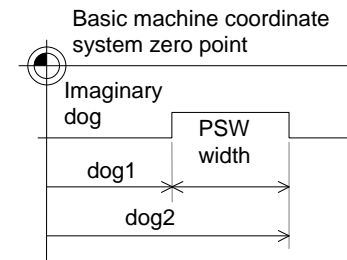 Basic machine coordinate
system zero point
Imaginary
dog
PSW
width
dog1
dog2